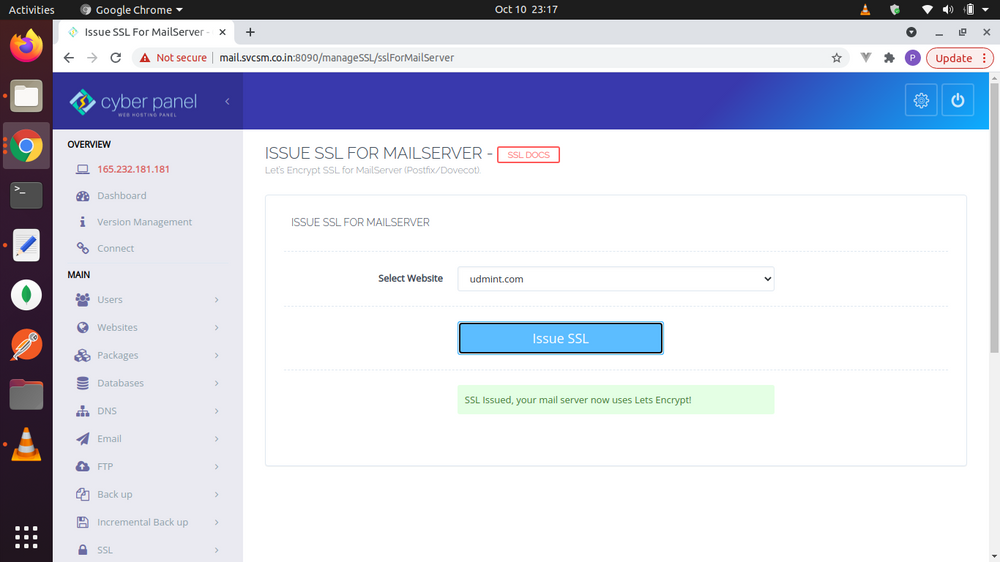 Activities
Google Chrome
Oct 10 23:17
Issue SSL For MailServer -
Not secure
mail.svcsm.co.in:8090/manageSSL/sslForMailServer
P
Update
cyber panel
WEB HOSTING PANEL
OVERVIEW
165.232.181.181
Dashboard
Version Management
Connect
MAIN
Users
Websites
Packages
Databases
DNS
Email
FTP
Back up
Incremental Back up
SSL
ISSUE SSL FOR MAILSERVER - SSL DOCS
Let's Encrypt SSL for MailServer (Postfix/Dovecot).
ISSUE SSL FOR MAILSERVER
Select Website
udmint.com
Issue SSL
SSL Issued, your mail server now uses Lets Encrypt!